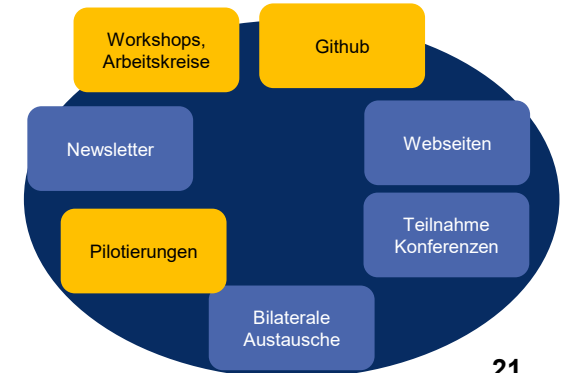 Workshops,
Arbeitskreise
Github
Newsletter
Webseiten
Teilnahme
Konferenzen
Pilotierungen
Bilaterale
Austausche
21